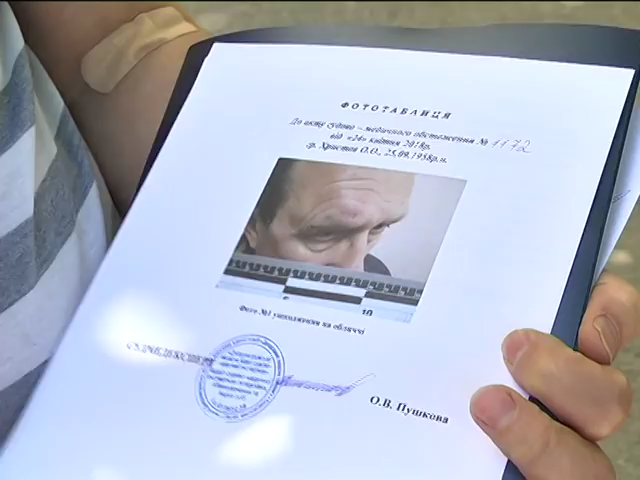 ФОТОТАБЛИЦЯ
До акту судово – медичного обстеження № 1172
від «24» квітня 2018р.
гр. Христов О.О., 25.09.1958р.н.
10
Фото №1 ушкодження на обличчі
О.В. Пушкова